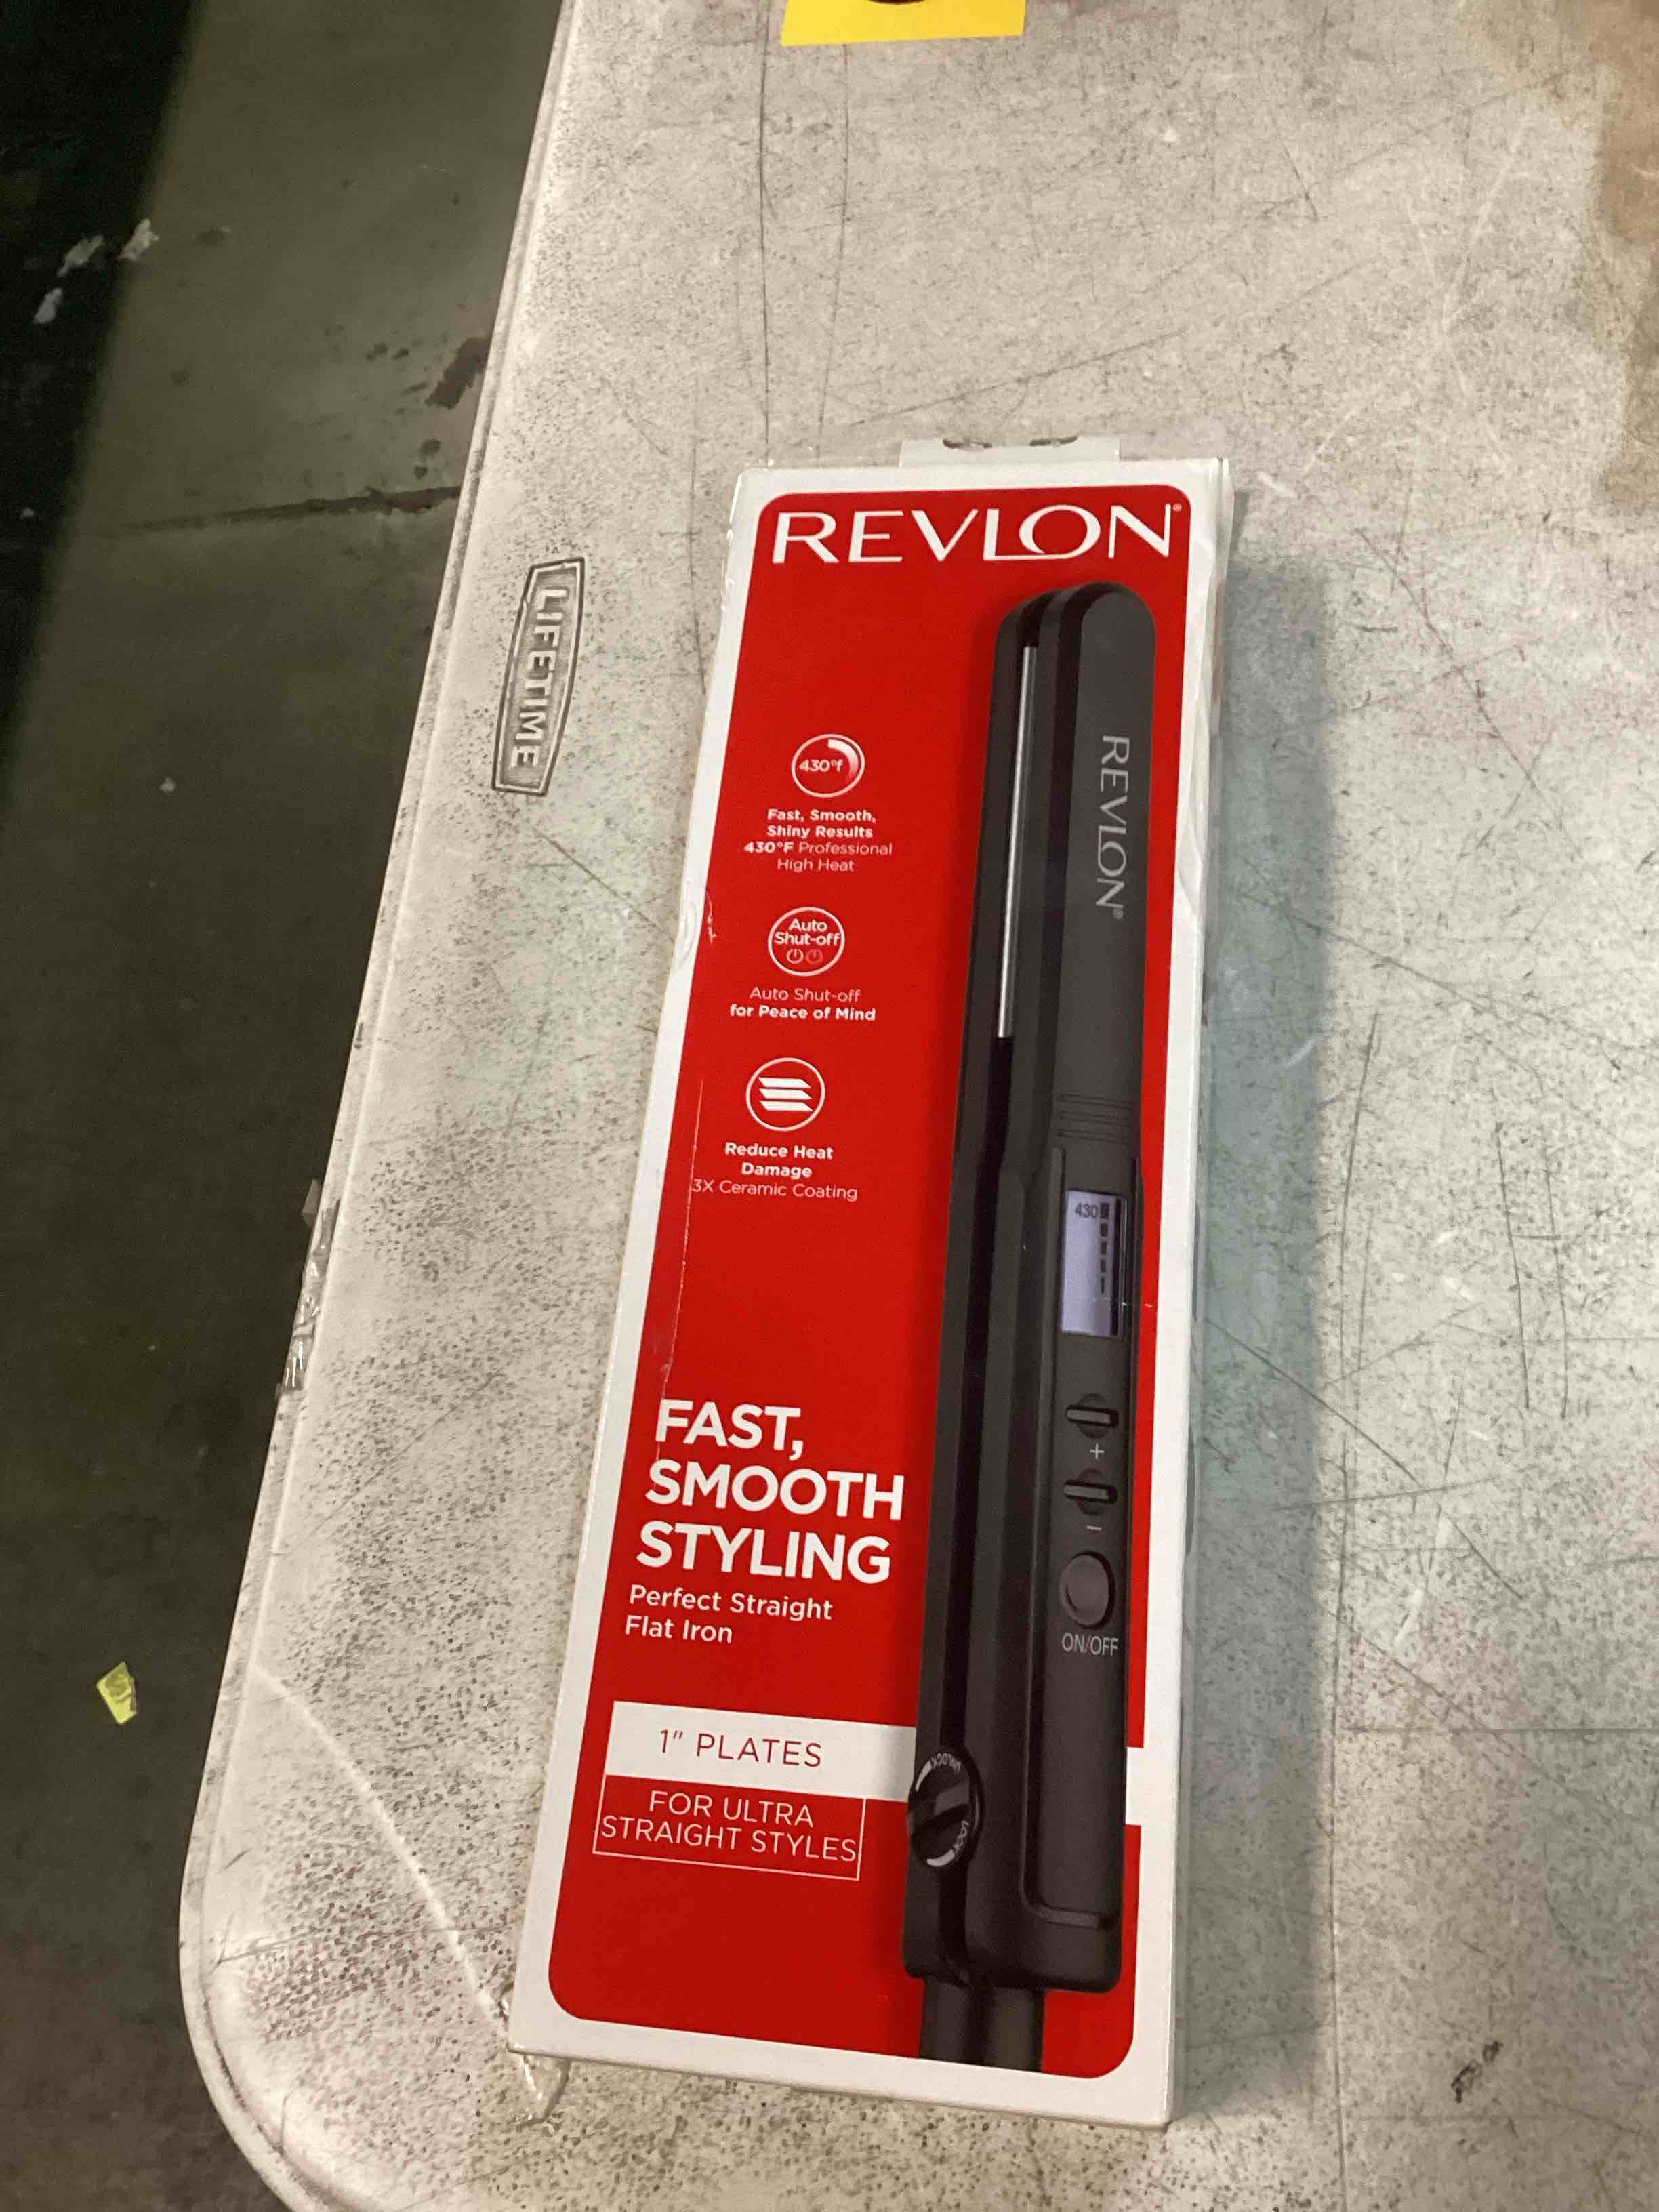 REVLON®
LIFETIME
REVLON®
430°f
Fast, Smooth,
Shiny Results
430°F Professional
High Heat
Auto
Shut-off
Auto Shut-off
for Peace of Mind
Reduce Heat
Damage
3X Ceramic Coating
430
FAST,
SMOOTH
STYLING
Perfect Straight
Flat Iron
+
−
ON/OFF
1" PLATES
FOR ULTRA
STRAIGHT STYLES
UNLOCK
LOCK